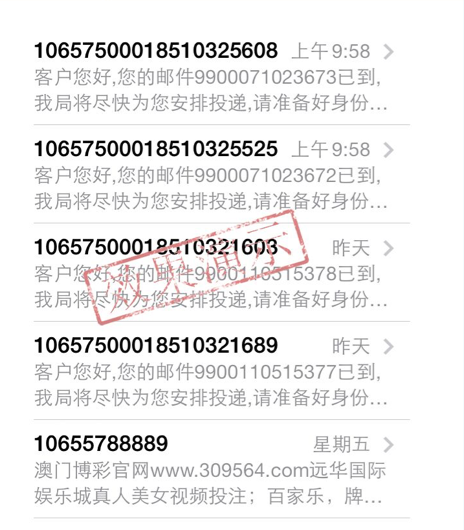 10657500018510325608 上午9:58
客户您好,您的邮件9900071023673已到,
我局将尽快为您安排投递,请准备好身份...
10657500018510325525 上午9:58
客户您好,您的邮件9900071023672已到,
我局将尽快为您安排投递,请准备好身份...
10657500018510321603 昨天
客户您好,您的邮件9900110515378已到,
我局将尽快为您安排投递,请准备好身份...
效果演示
10657500018510321689 昨天
客户您好,您的邮件9900110515377已到,
我局将尽快为您安排投递,请准备好身份...
10655788889 星期五
澳门博彩官网www.309564.com远华国际
娱乐城真人美女视频投注；百家乐，牌...